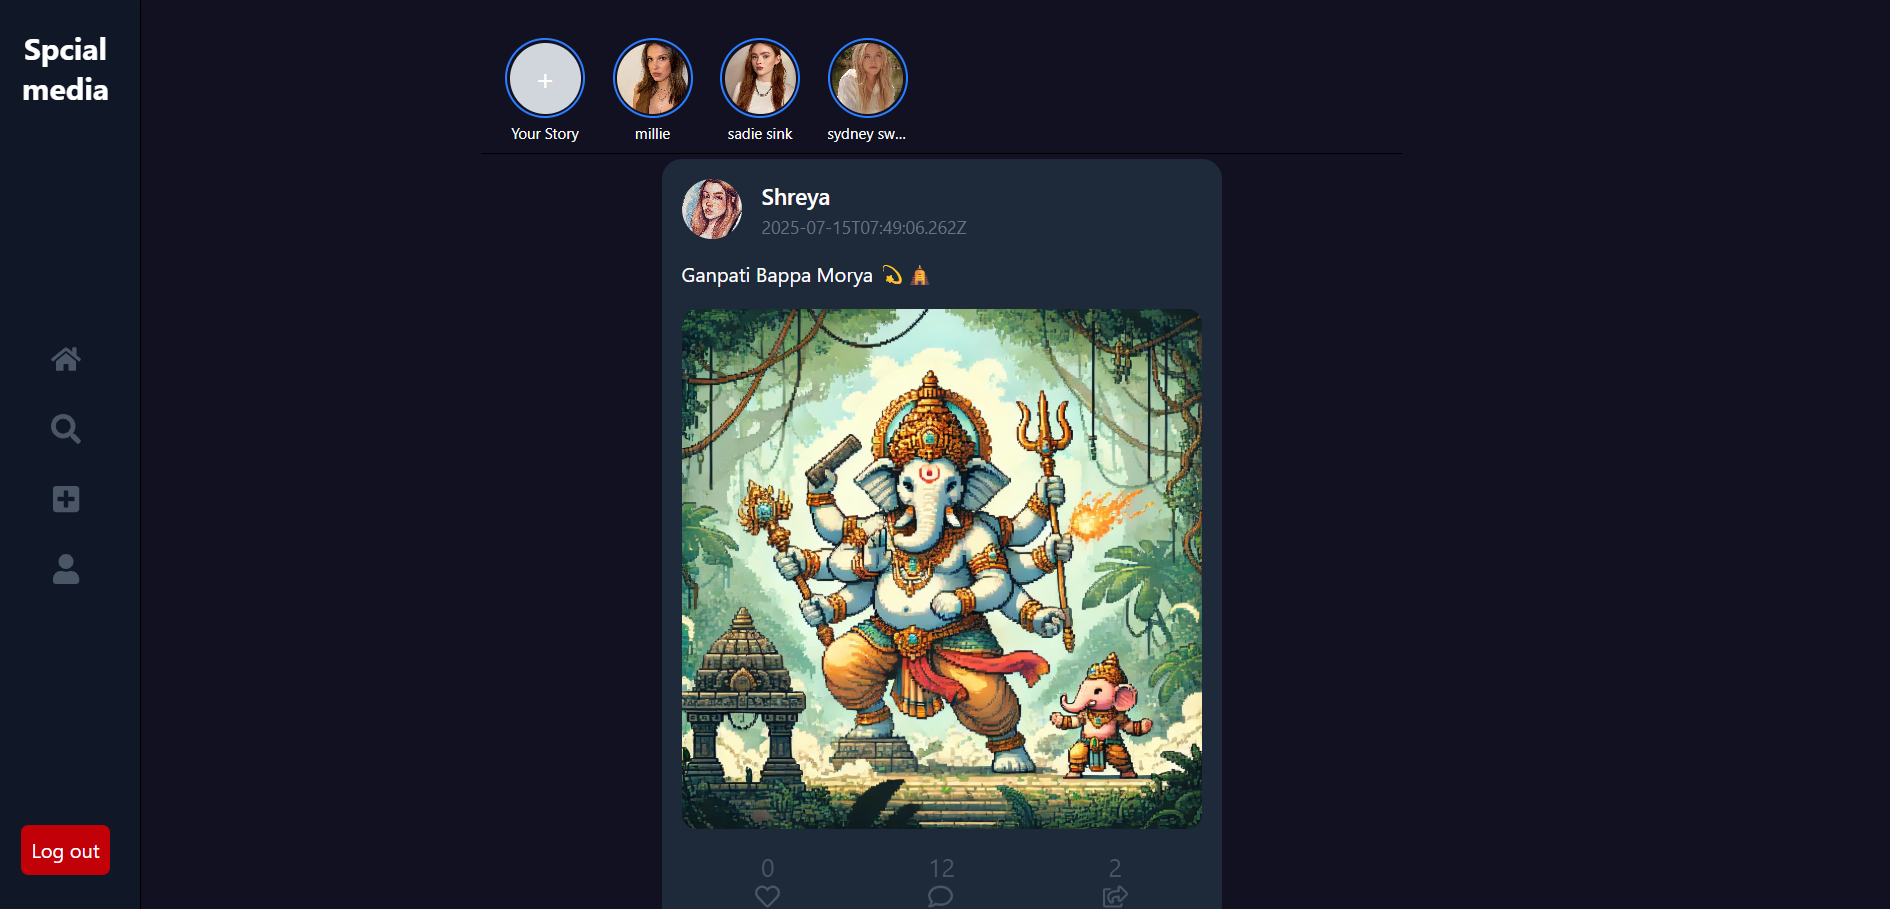 Spcial
media
+
Your Story
millie
sadie sink
sydney sw...
Shreya
2025-07-15T07:49:06.262Z
Ganpati Bappa Morya 💫🛕
0
12
2
Log out